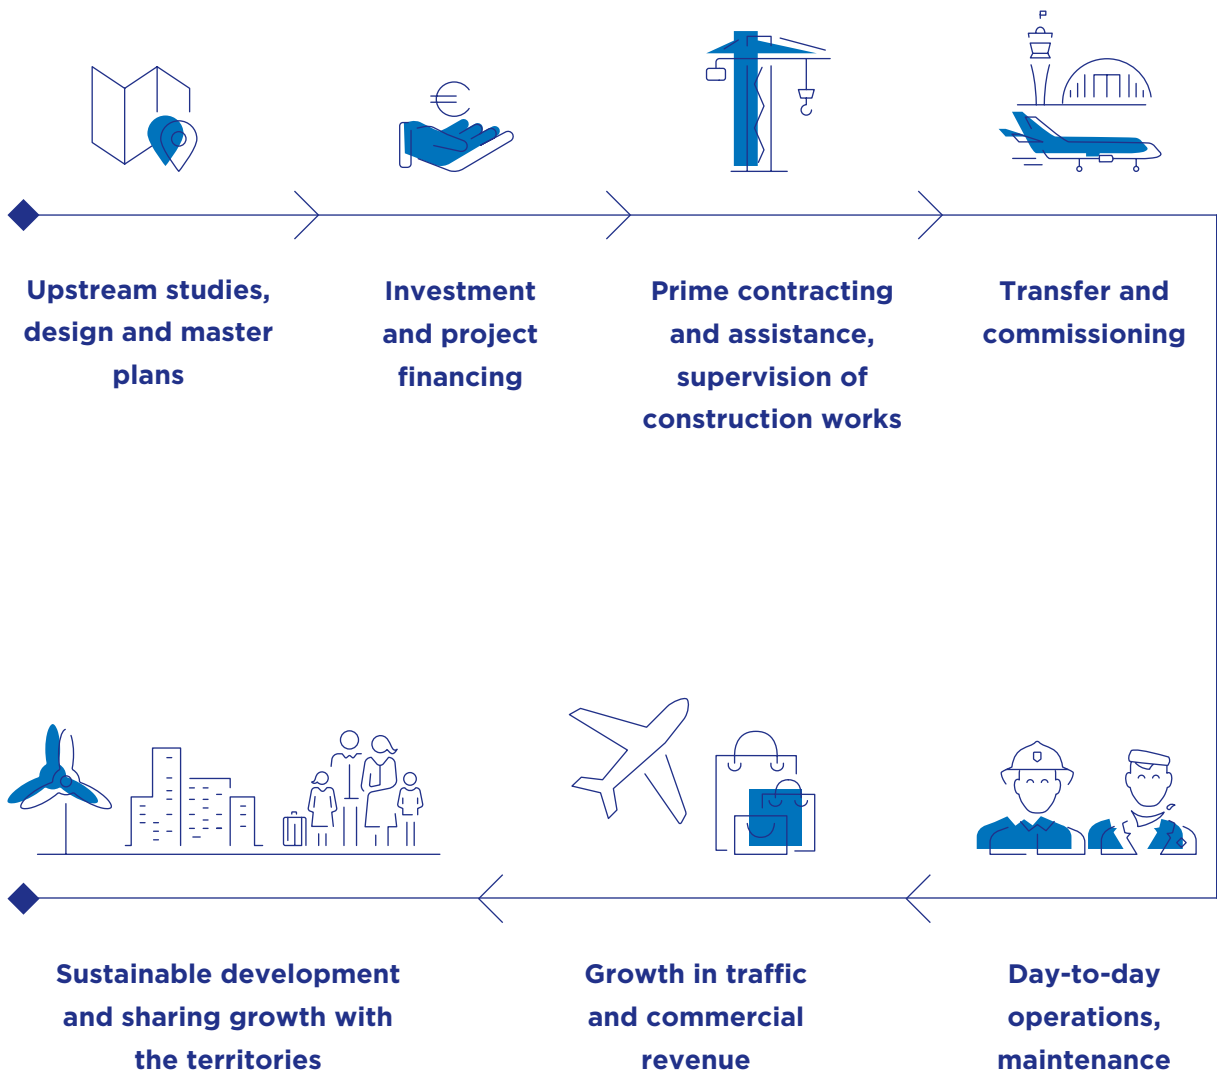 Upstream studies,
design and master
plans
Investment
and project
financing
Prime contracting
and assistance,
supervision of
construction works
Transfer and
commissioning
Day-to-day
operations,
maintenance
Growth in traffic
and commercial
revenue
Sustainable development
and sharing growth with
the territories